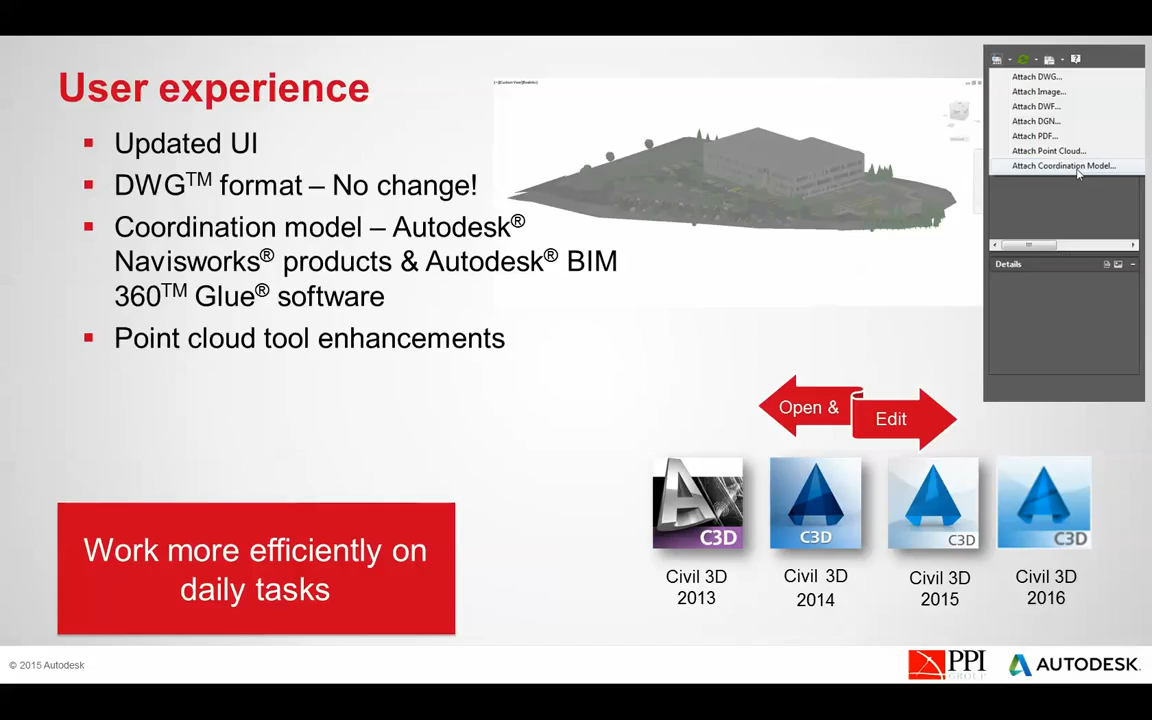 User experience
Updated UI
DWG™ format – No change!
Coordination model – Autodesk®
Navisworks® products & Autodesk® BIM
360™ Glue® software
Point cloud tool enhancements
Attach DWG...
Attach Image...
Attach DWF...
Attach DGN...
Attach PDF...
Attach Point Cloud...
Attach Coordination Model...
Details
Open &
Edit
C3D
C3D
C3D
C3D
Civil 3D
2013
Civil 3D
2014
Civil 3D
2015
Civil 3D
2016
Work more efficiently on
daily tasks
© 2015 Autodesk
PPI
GROUP
AUTODESK.